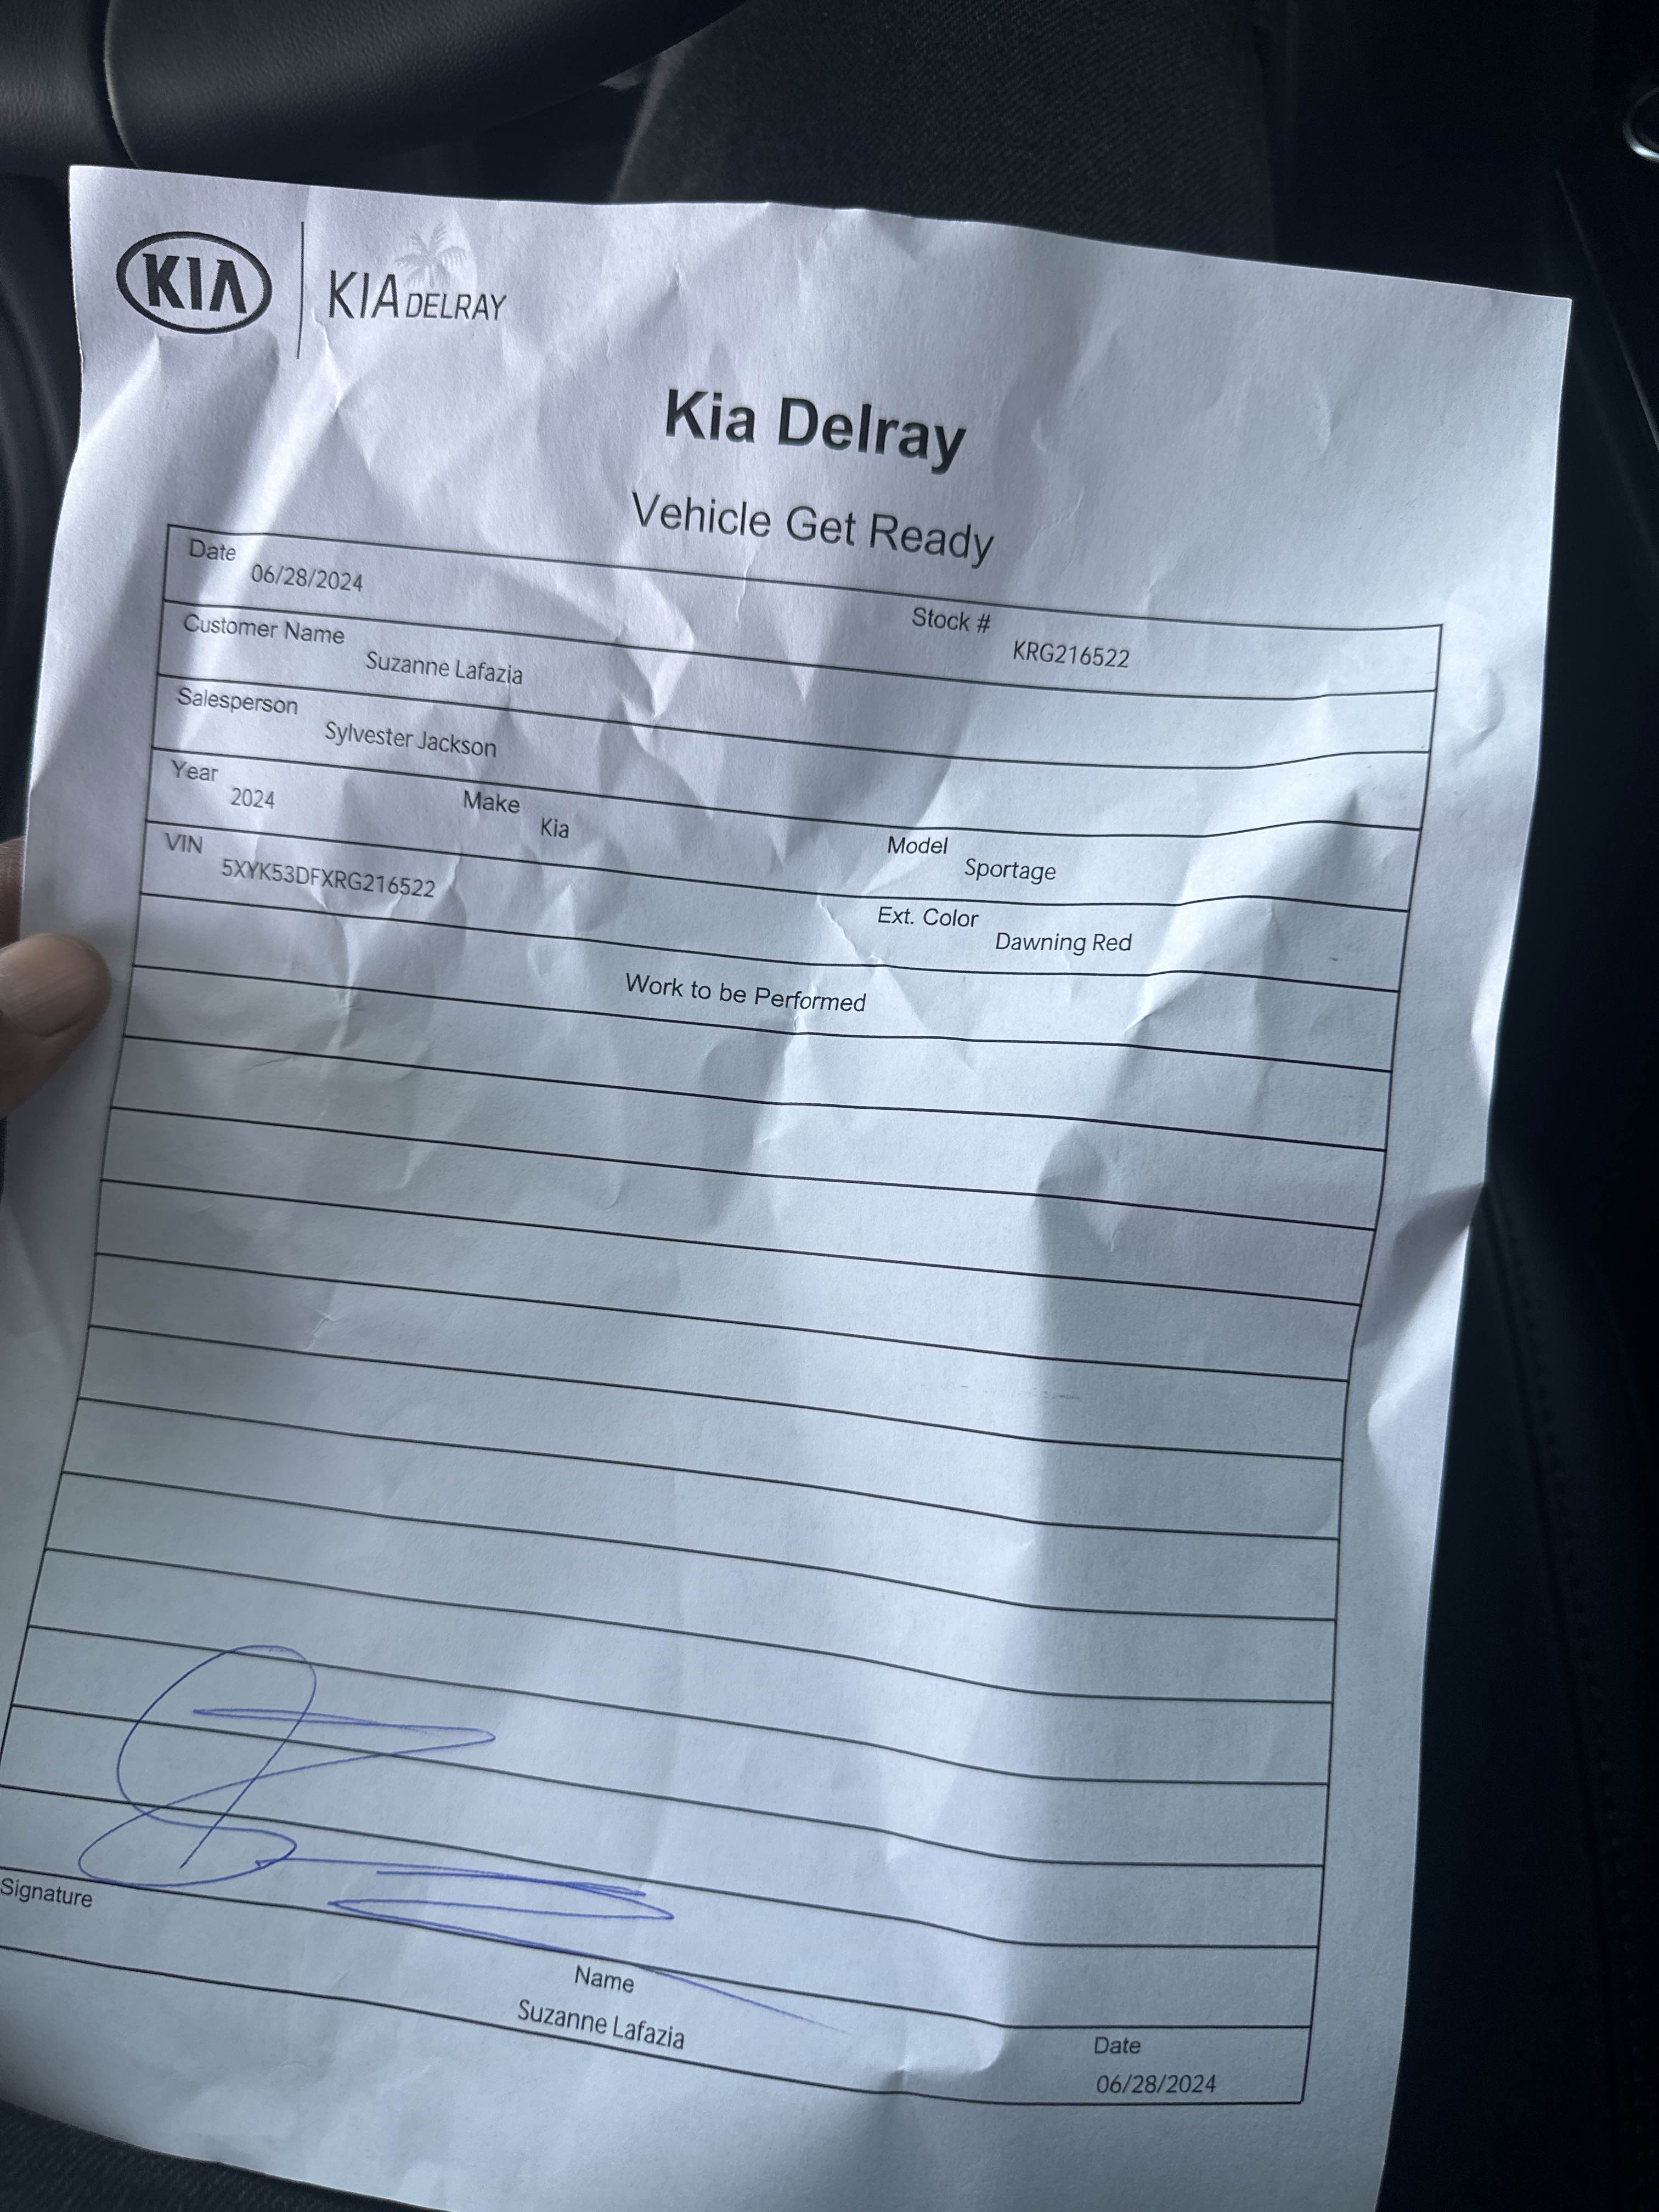 KIA KIA DELRAY
Kia Delray
Vehicle Get Ready
Date 06/28/2024 Stock # KRG216522
Customer Name Suzanne Lafazia
Salesperson Sylvester Jackson
Year 2024 Make Kia Model Sportage
VIN 5XYK53DFXRG216522 Ext. Color Dawning Red
Work to be Performed
Signature Name Suzanne Lafazia Date 06/28/2024